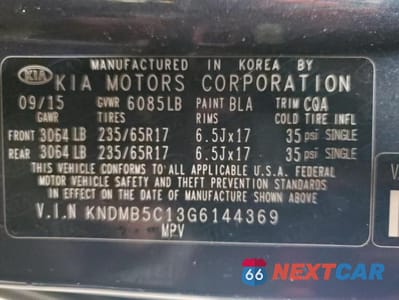 MANUFACTURED IN KOREA BY
KIA KIA MOTORS CORPORATION
09/15 GVWR 6085LB PAINT BLA TRIM CQA
GAWR TIRES RIMS COLD TIRE INFL
FRONT 3064 LB 235/65R17 6.5Jx17 35 psi SINGLE
REAR 3064 LB 235/65R17 6.5Jx17 35 psi SINGLE
THIS VEHICLE CONFORMS TO ALL APPLICABLE U.S.A. FEDERAL
MOTOR VEHICLE SAFETY AND THEFT PREVENTION STANDARDS
IN EFFECT ON THE DATE OF MANUFACTURE SHOWN ABOVE.
V.I.N KNDMB5C13G6144369
MPV
66 NEXTCAR